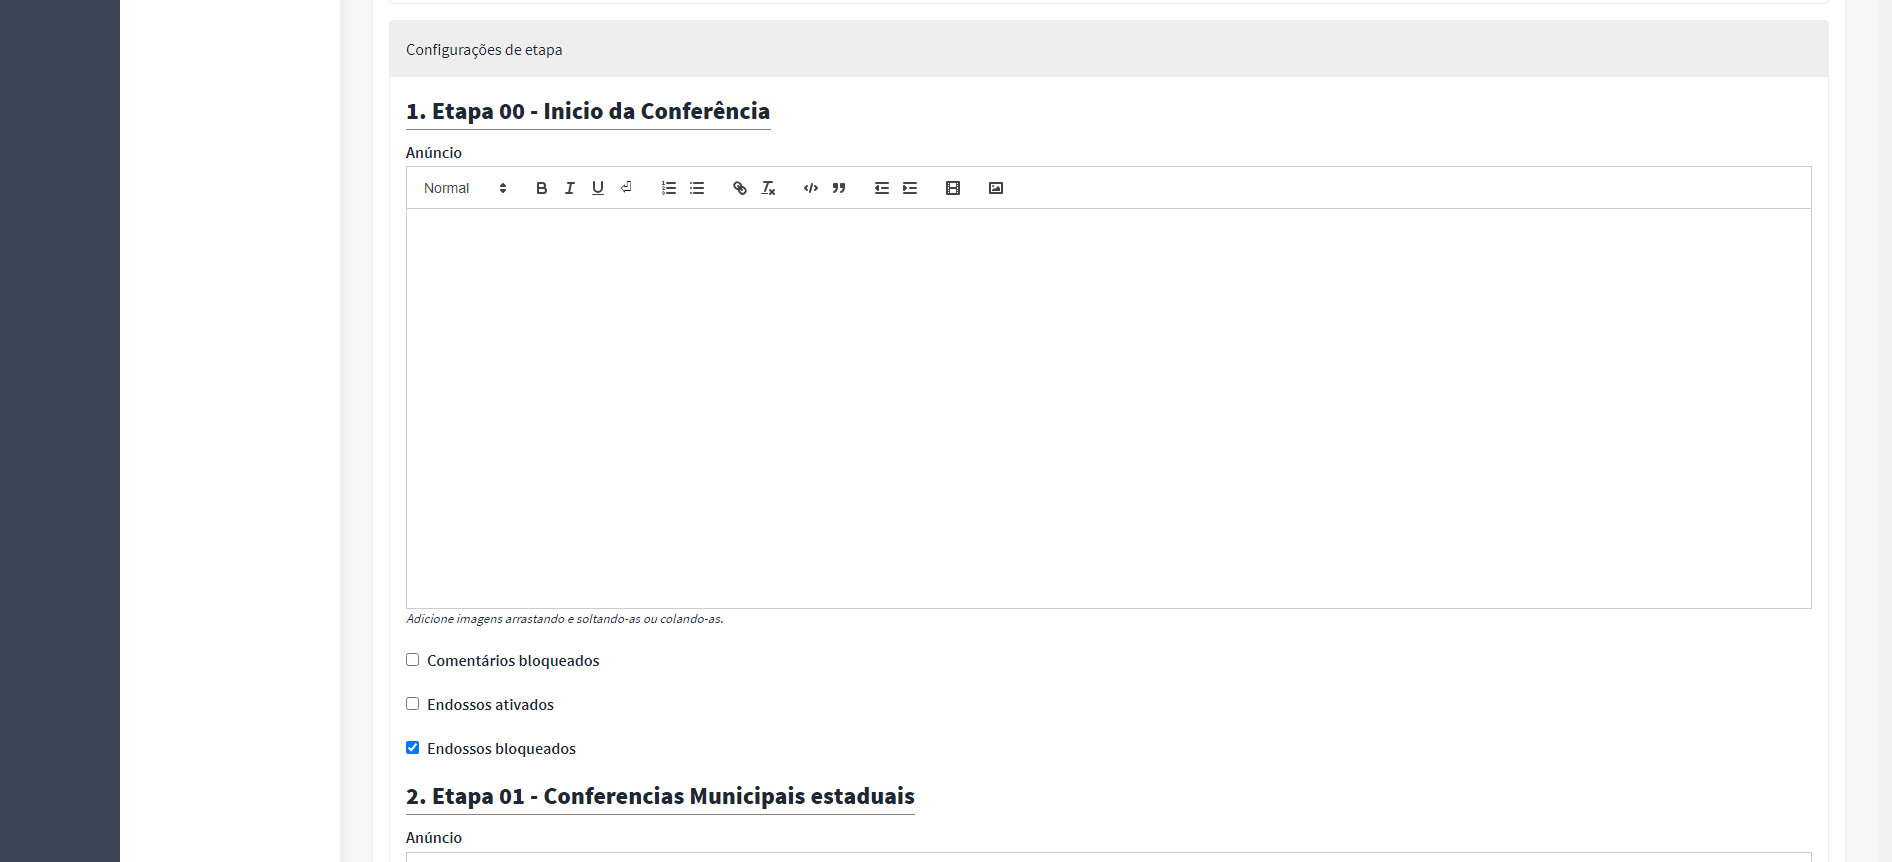 Configurações de etapa
1. Etapa 00 - Inicio da Conferência
Anúncio
Normal
Adicione imagens arrastando e soltando-as ou colando-as.
Comentários bloqueados
Endossos ativados
Endossos bloqueados
2. Etapa 01 - Conferencias Municipais estaduais
Anúncio